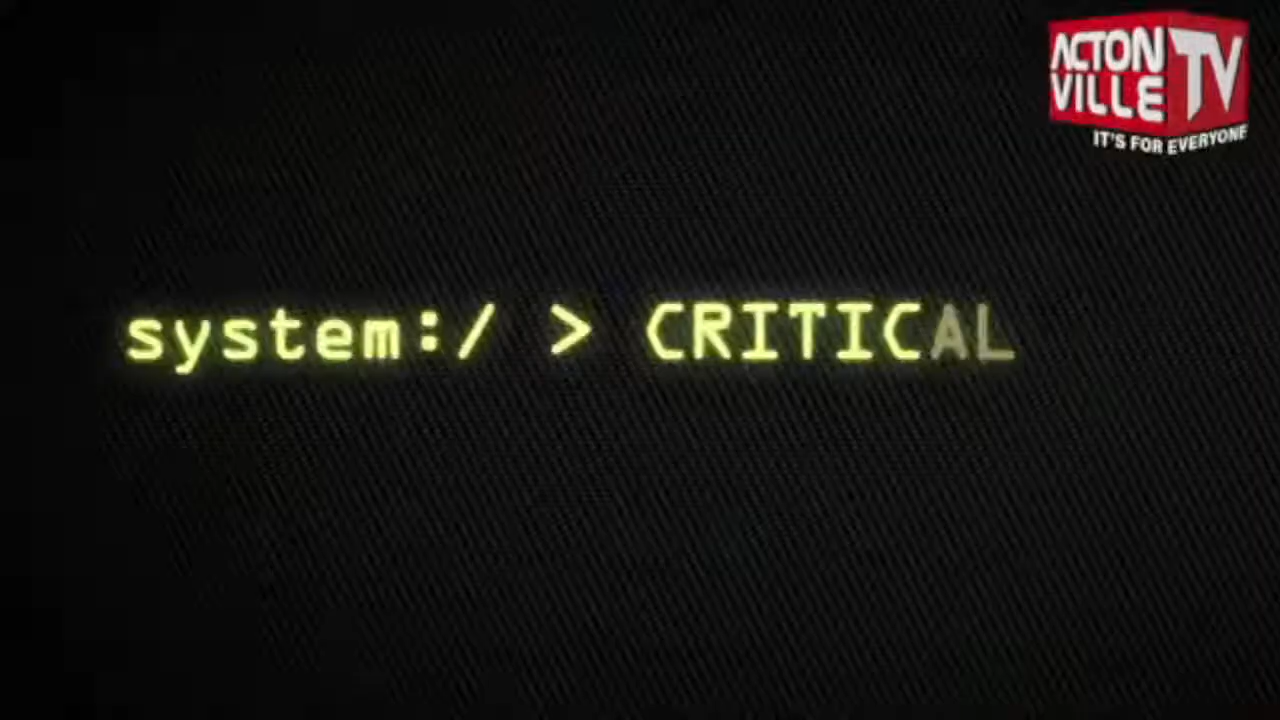 ACTON
VILLE
TV
IT'S FOR EVERYONE
system:/ > CRITICAL